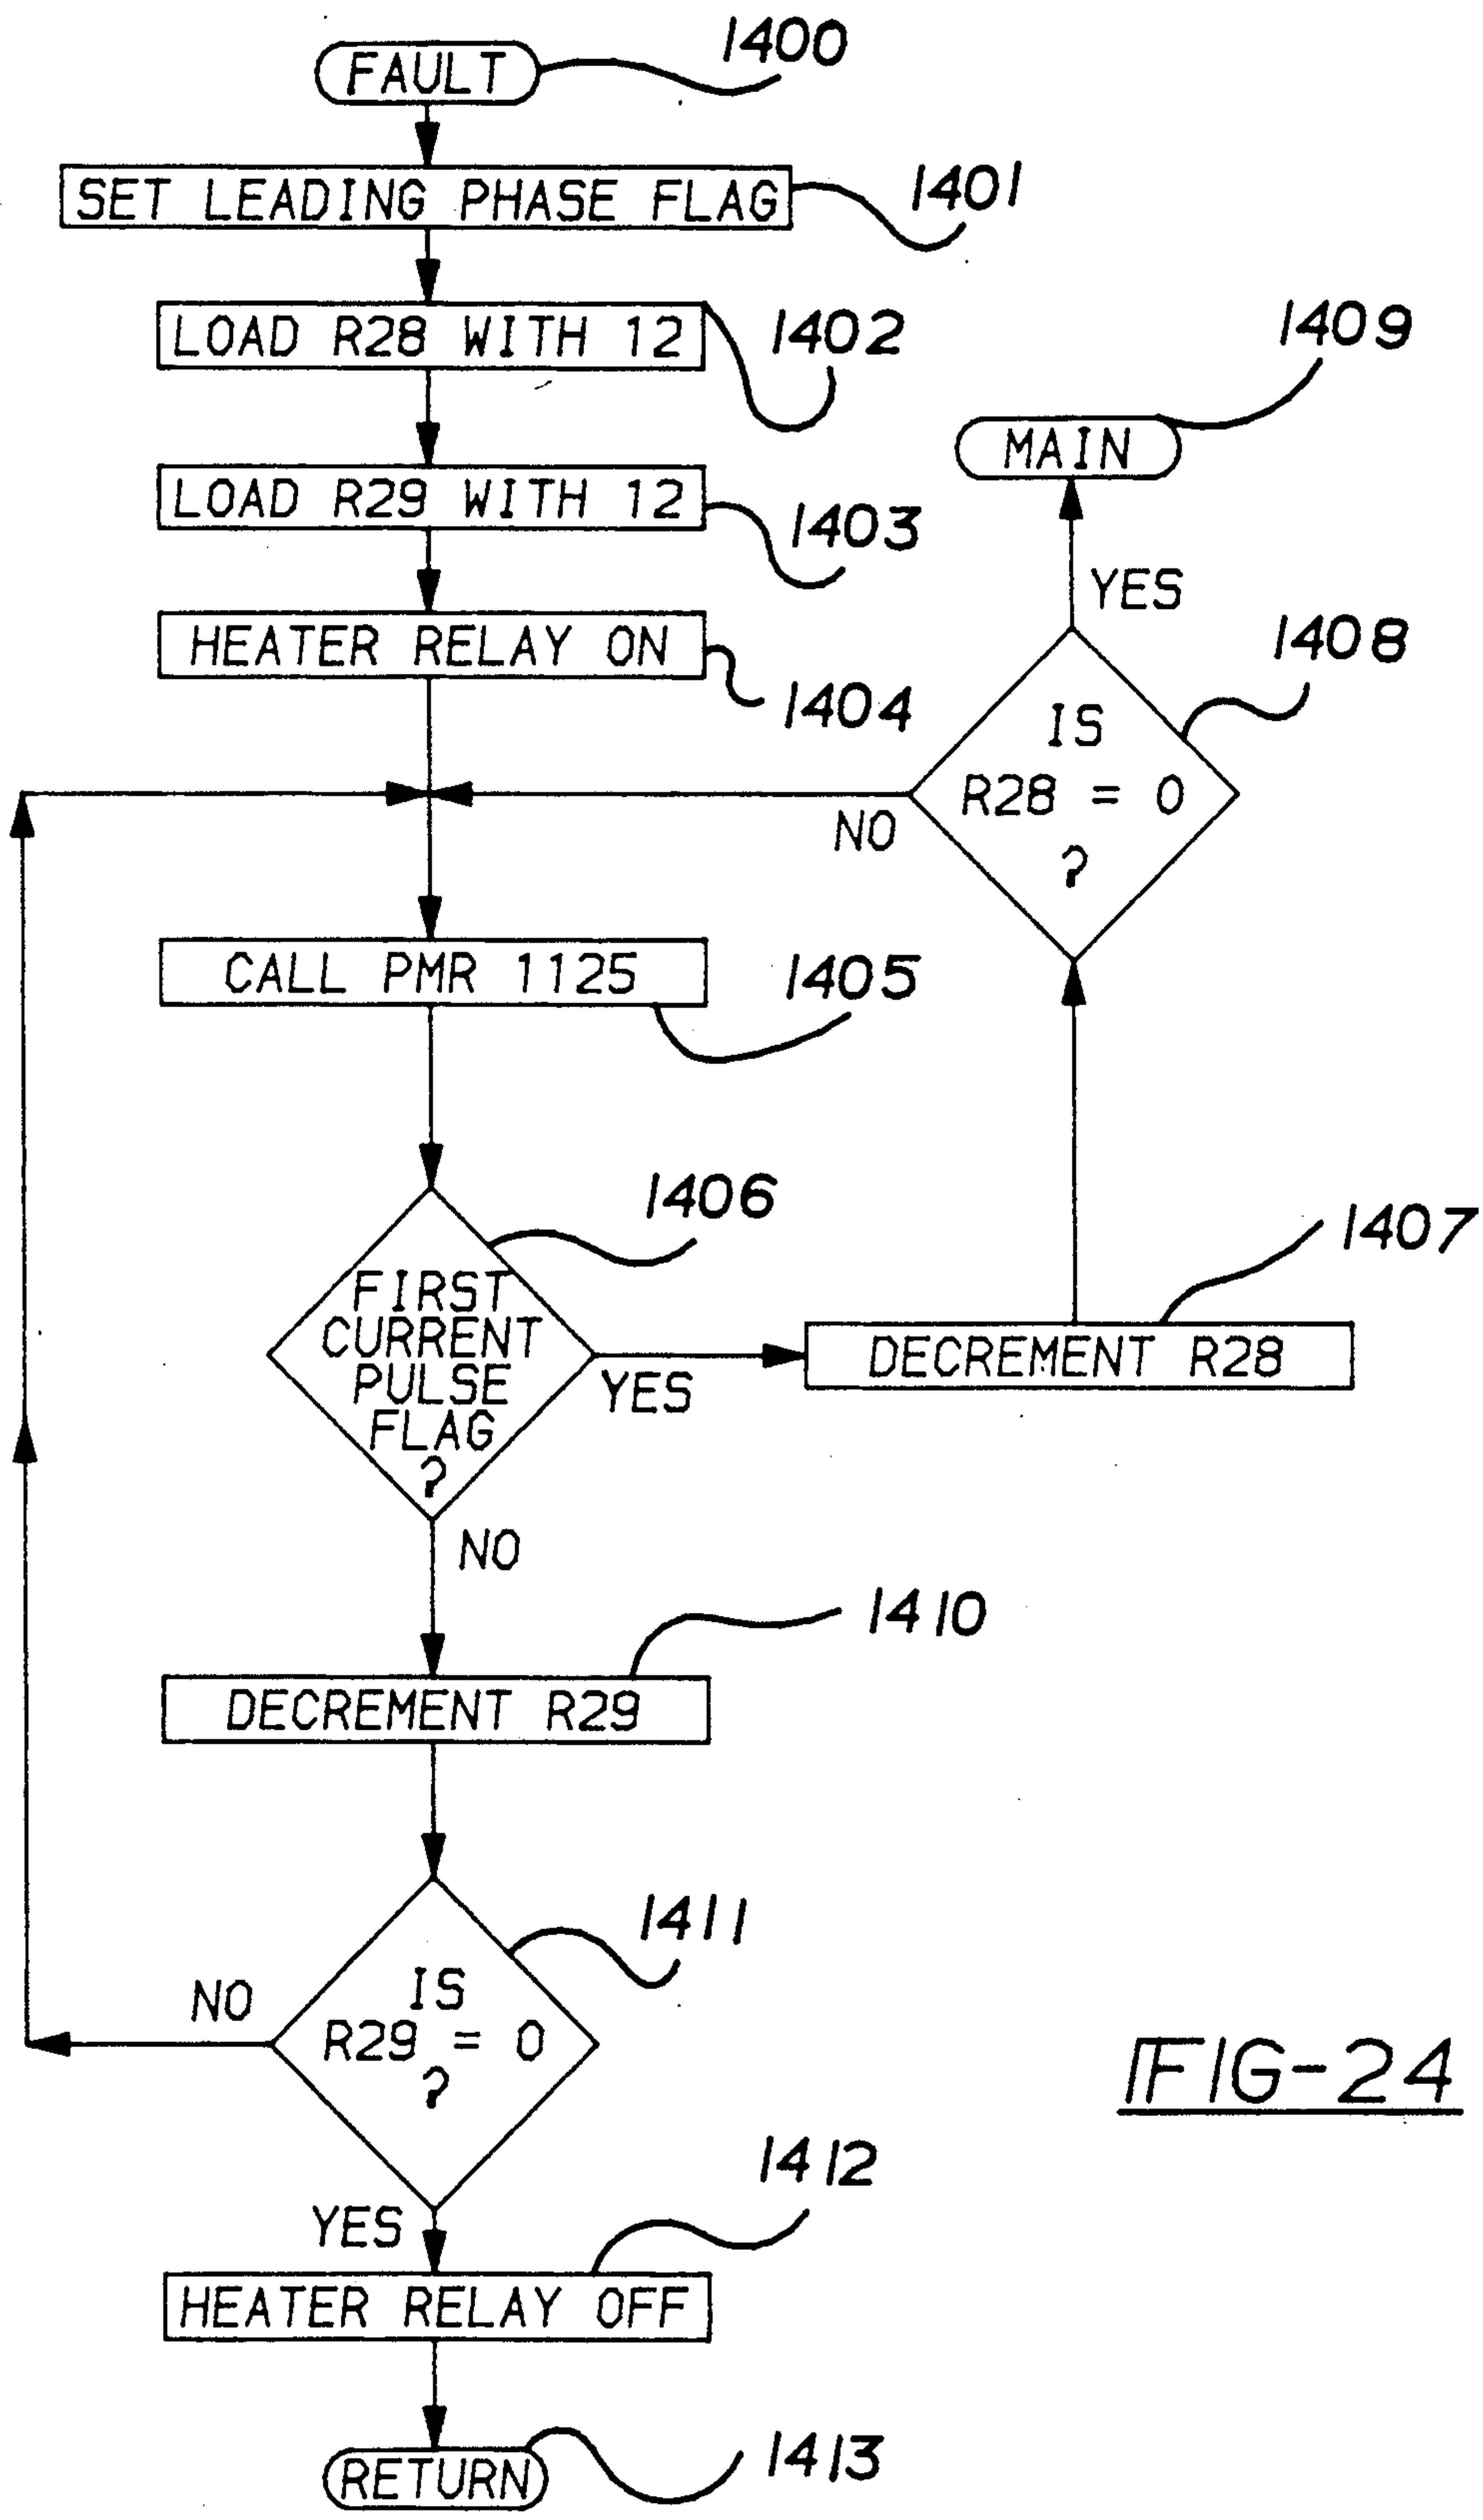 1400
FAULT
1401
SET LEADING PHASE FLAG
1402
LOAD R28 WITH 12
1409
MAIN
LOAD R29 WITH 12
1403
YES
HEATER RELAY ON
1404
1408
IS
R28 = 0
?
NO
CALL PMR 1125
1405
1406
FIRST
CURRENT
PULSE
FLAG
?
YES
1407
DECREMENT R28
NO
1410
DECREMENT R29
1411
IS
R29 = 0
?
NO
FIG-24
YES
1412
HEATER RELAY OFF
1413
RETURN